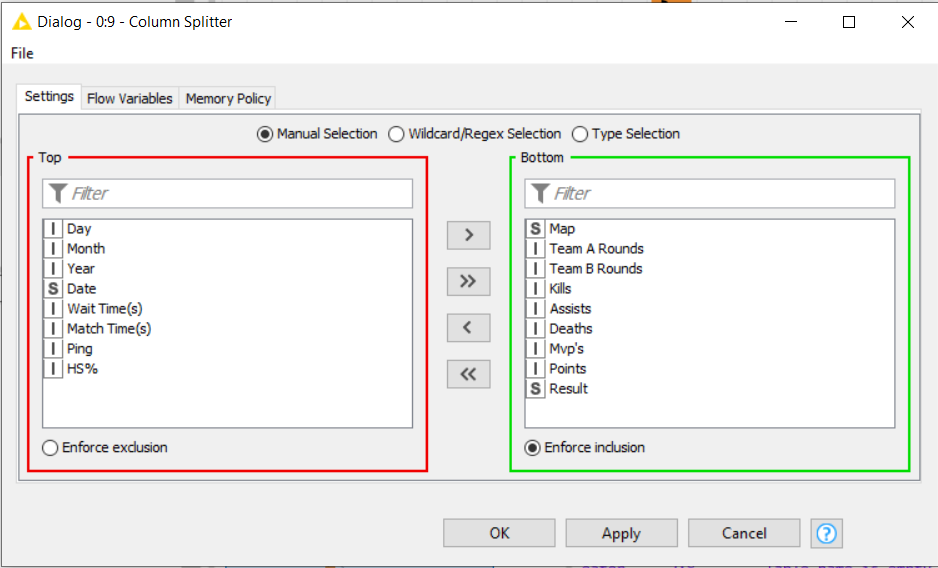 Dialog - 0:9 - Column Splitter
File
Settings Flow Variables Memory Policy
Manual Selection Wildcard/Regex Selection Type Selection
Top
Filter
I Day
I Month
I Year
S Date
I Wait Time(s)
I Match Time(s)
I Ping
I HS%
Enforce exclusion
>
>>
<
<<
Bottom
Filter
S Map
I Team A Rounds
I Team B Rounds
I Kills
I Assists
I Deaths
I Mvp's
I Points
S Result
Enforce inclusion
OK Apply Cancel ?